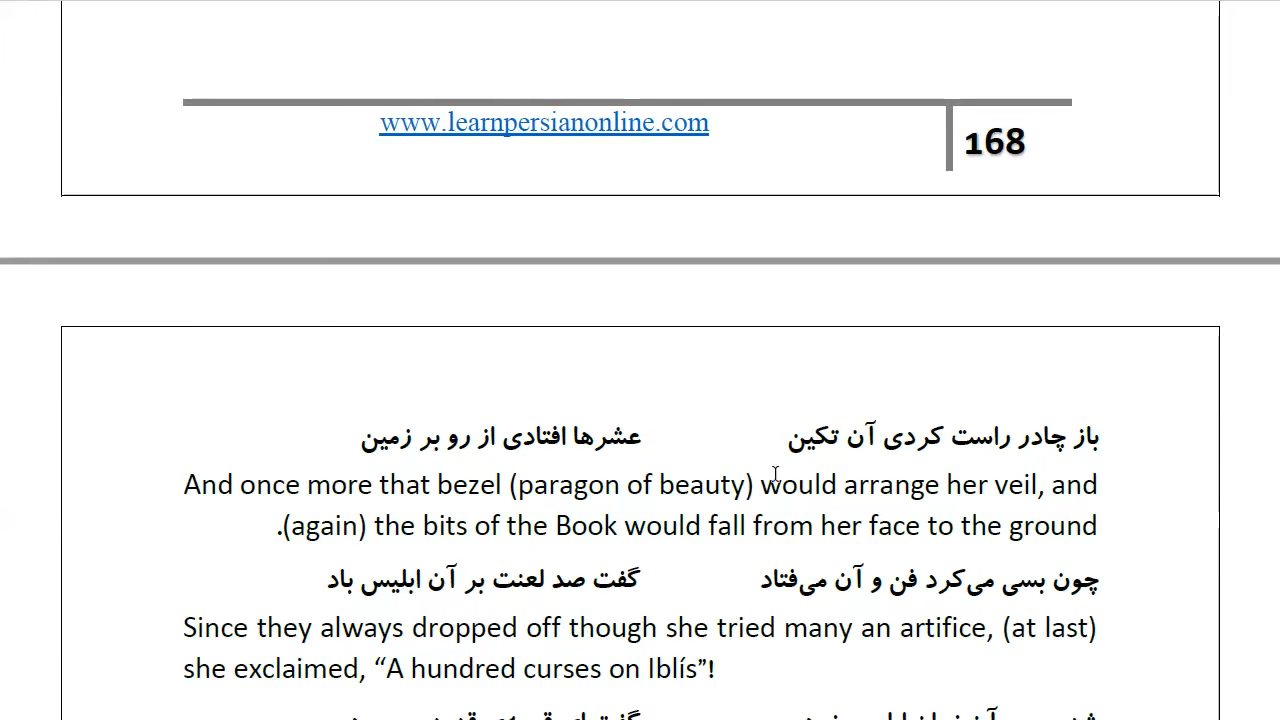 www.learnpersianonline.com
168
باز چادر راست کردی آن تکین عشرها افتادی از رو بر زمین
And once more that bezel (paragon of beauty) would arrange her veil, and
.(again) the bits of the Book would fall from her face to the ground
چون بسی می‌کرد فن و آن می‌فتاد گفت صد لعنت بر آن ابلیس باد
Since they always dropped off though she tried many an artifice, (at last)
she exclaimed, “A hundred curses on Iblís”!